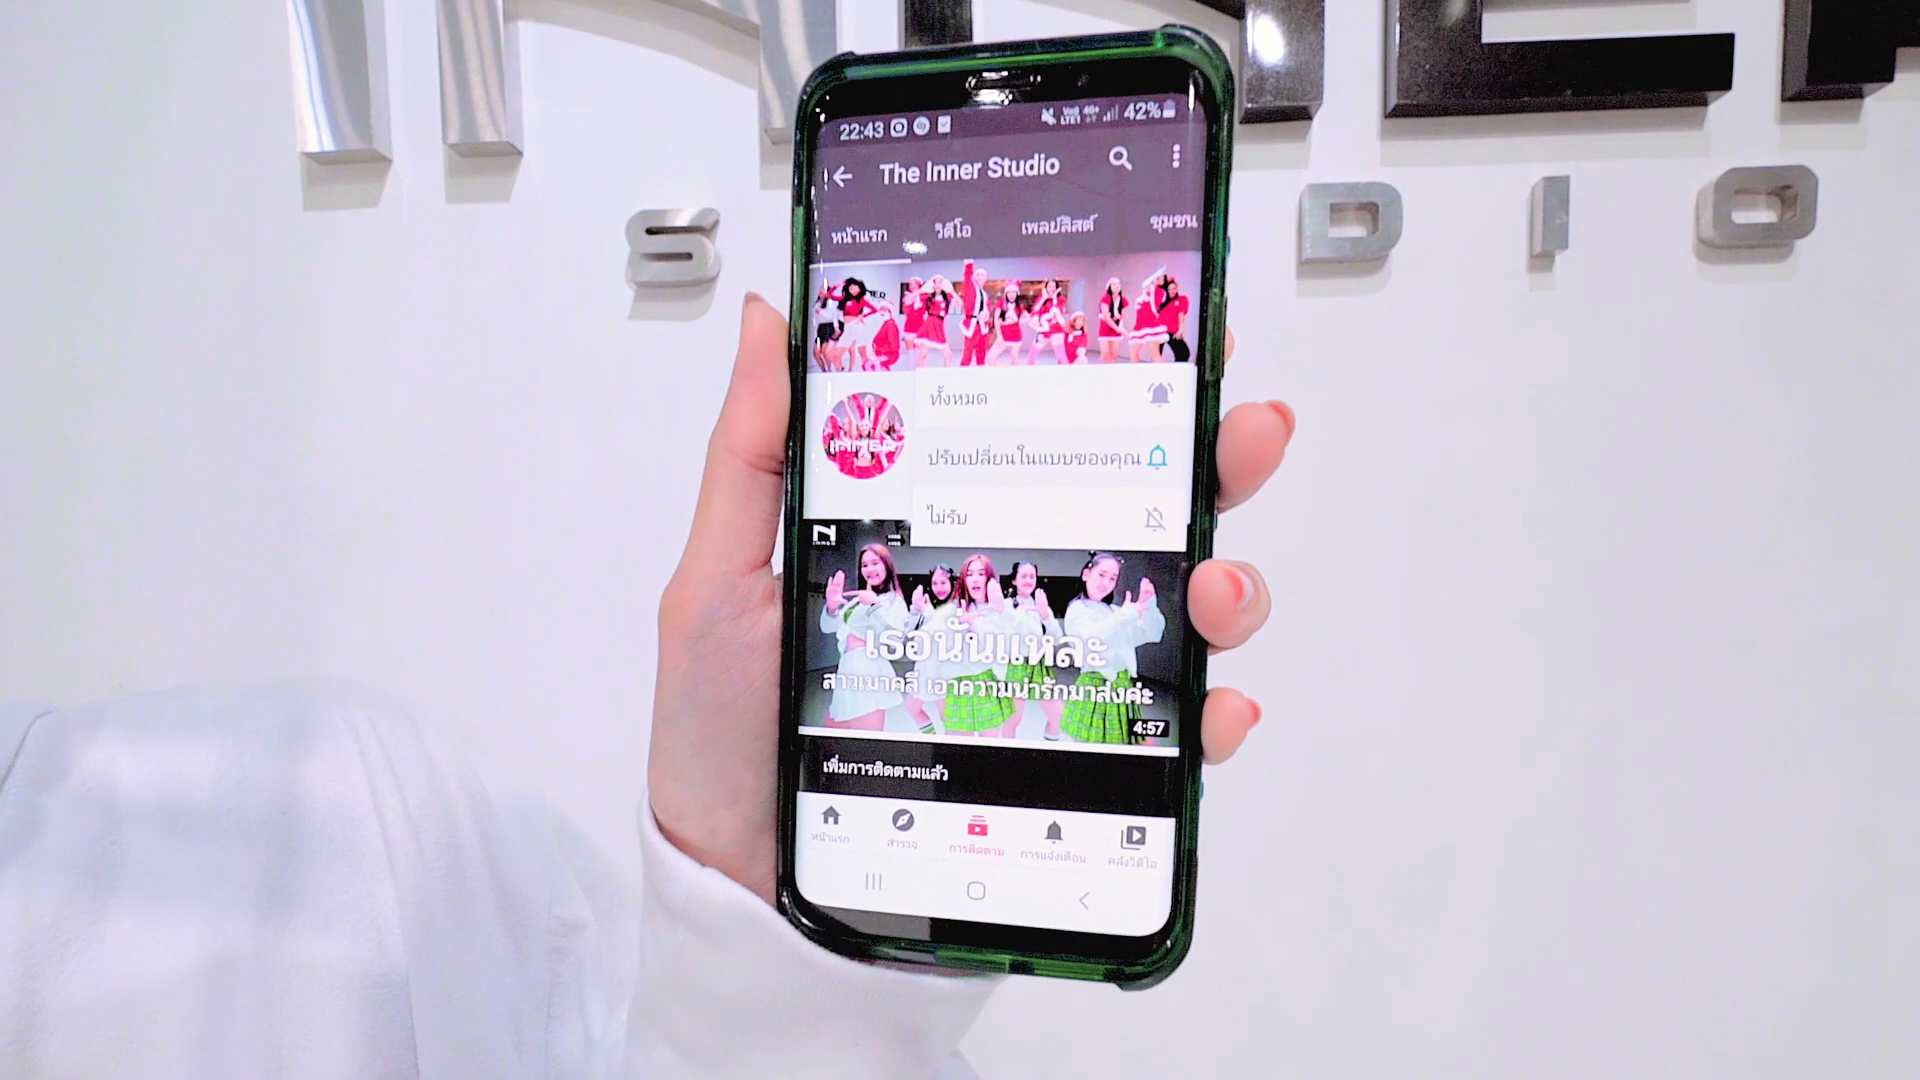 INNER
STUDIO
22:43
Vo)) LTE1 4G+ 42%
The Inner Studio
หน้าแรก วิดีโอ เพลย์ลิสต์ ชุมชน
INNER
ทั้งหมด
ปรับเปลี่ยนในแบบของคุณ
ไม่รับ
เธอนั่นแหละ
สาวเมาคลี เอาความน่ารักมาส่งค่ะ
4:57
เพิ่มการติดตามแล้ว
หน้าแรก สำรวจ การติดตาม การแจ้งเตือน คลังวิดีโอ